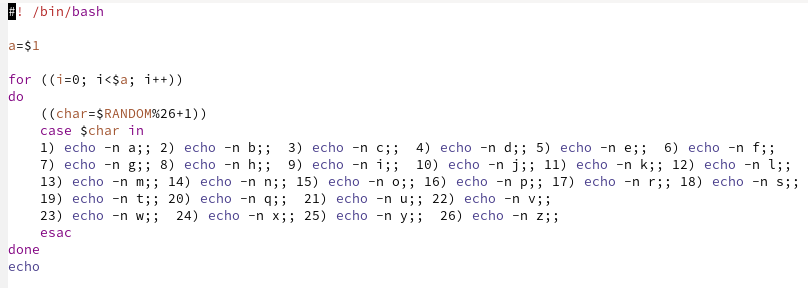 #! /bin/bash
a=$1
for ((i=0; i<$a; i++))
do
((char=$RANDOM%26+1))
case $char in
1) echo -n a;; 2) echo -n b;; 3) echo -n c;; 4) echo -n d;; 5) echo -n e;; 6) echo -n f;;
7) echo -n g;; 8) echo -n h;; 9) echo -n i;; 10) echo -n j;; 11) echo -n k;; 12) echo -n l;;
13) echo -n m;; 14) echo -n n;; 15) echo -n o;; 16) echo -n p;; 17) echo -n r;; 18) echo -n s;;
19) echo -n t;; 20) echo -n q;; 21) echo -n u;; 22) echo -n v;;
23) echo -n w;; 24) echo -n x;; 25) echo -n y;; 26) echo -n z;;
esac
done
echo